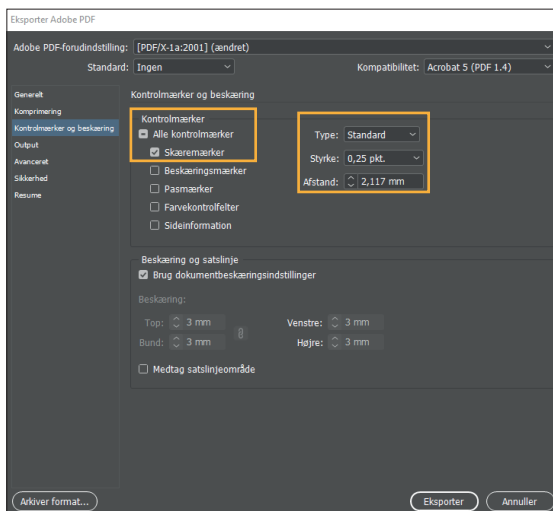 Eksporter Adobe PDF
Adobe PDF-forudindstilling: [PDF/X-1a:2001] (ændret)
Standard: Ingen Kompatibilitet: Acrobat 5 (PDF 1.4)
Generelt
Komprimering
Kontrolmærker og beskæring
Output
Avanceret
Sikkerhed
Resume
Kontrolmærker og beskæring
Kontrolmærker
Alle kontrolmærker
Skæremærker
Beskæringsmærker
Pasmærker
Farvekontrolfelter
Sideinformation
Type: Standard
Styrke: 0,25 pkt.
Afstand: 2,117 mm
Beskæring og satslinje
Brug dokumentbeskæringsindstillinger
Beskæring:
Top: 3 mm Venstre: 3 mm
Bund: 3 mm Højre: 3 mm
Medtag satslinjeområde
Arkiver format... Eksporter Annuller